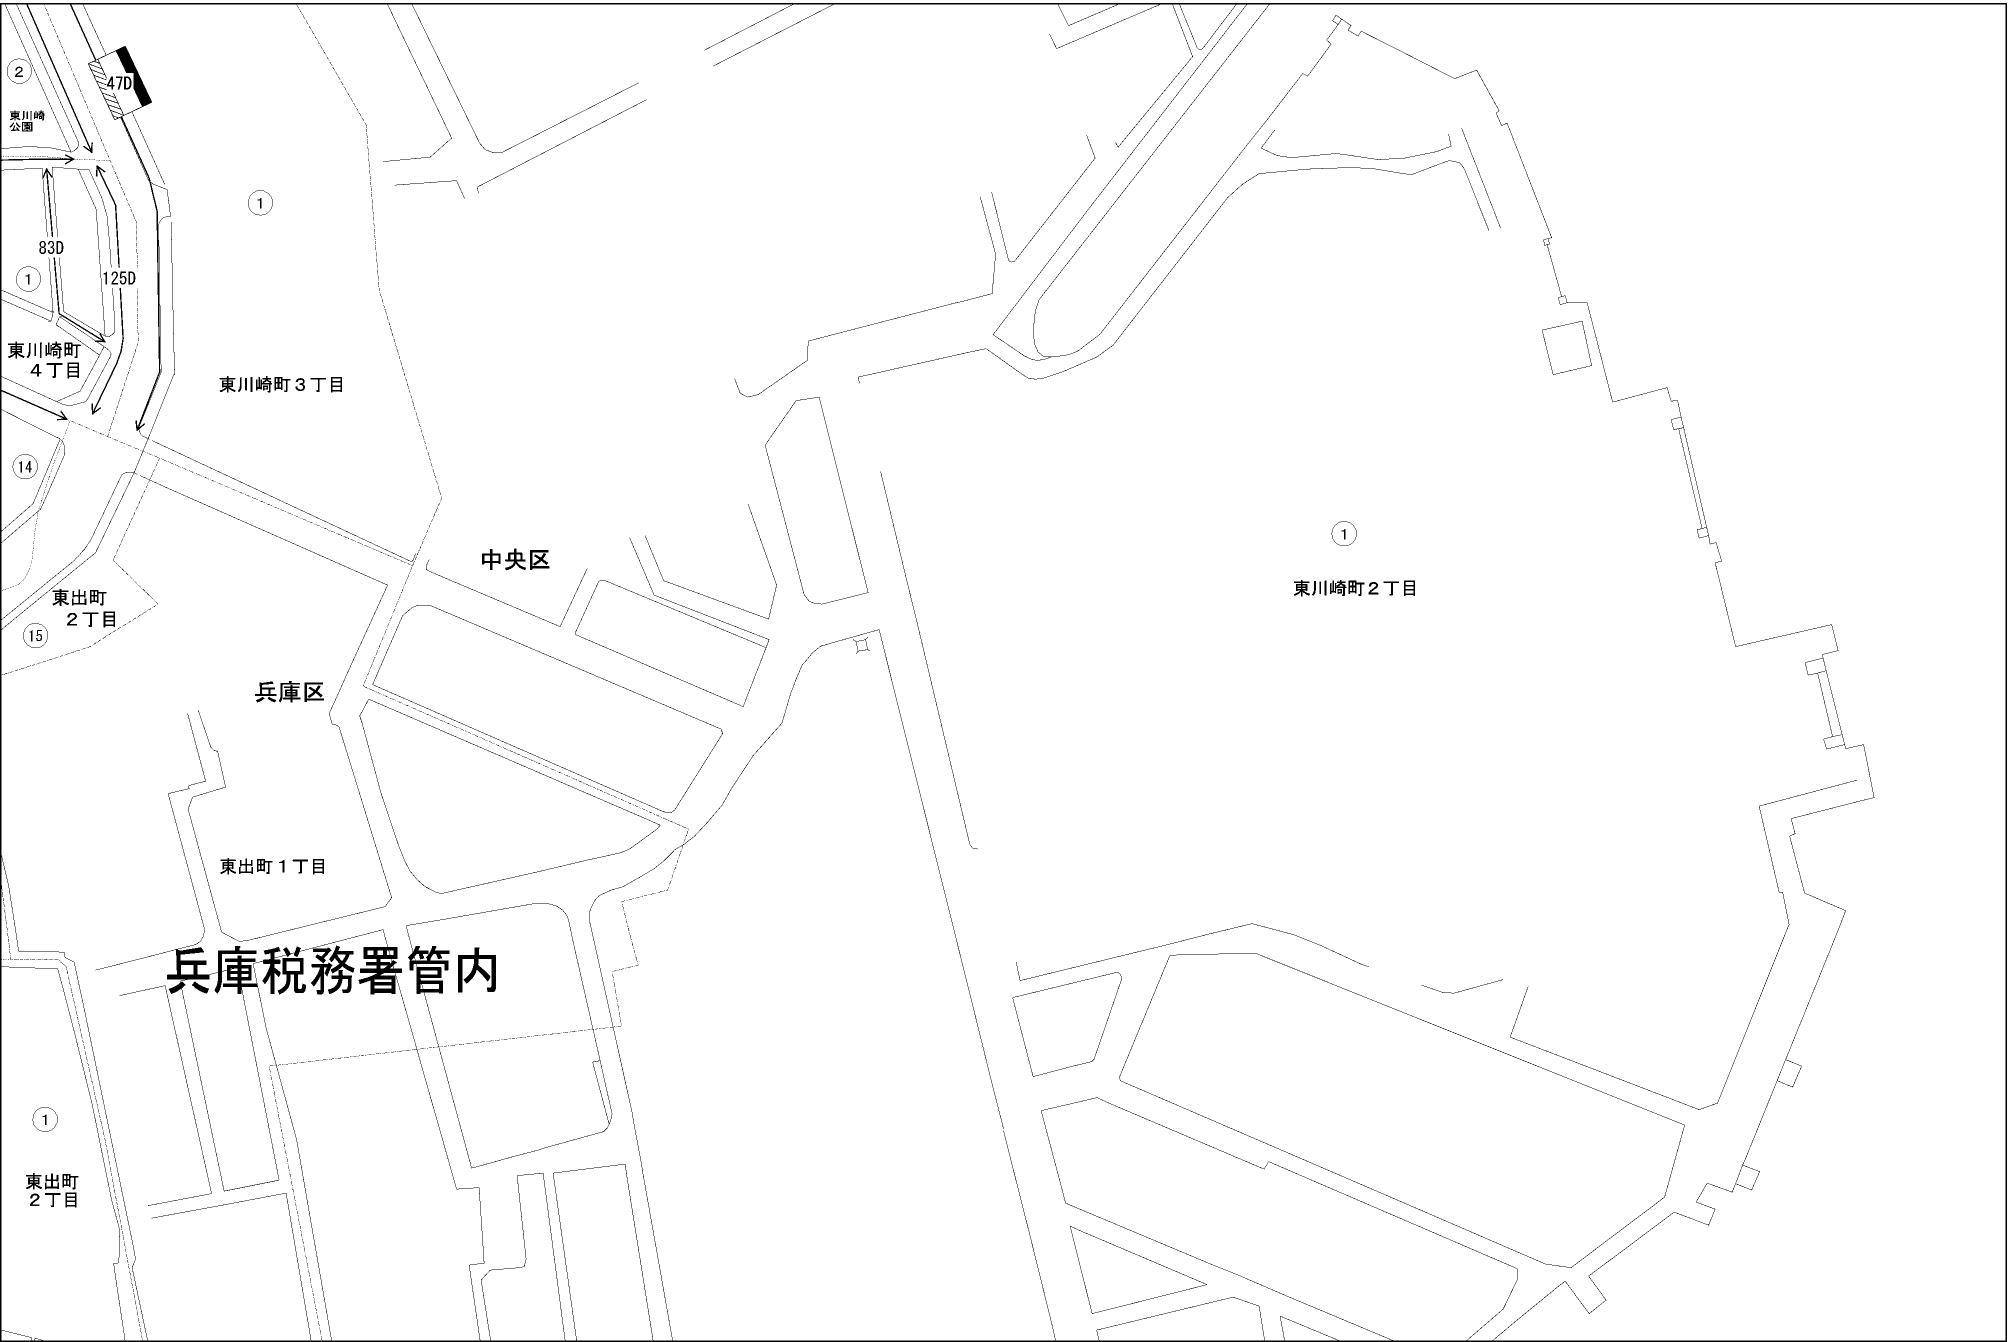 47D
②
東川崎
公園
①
83D
125D
①
東川崎町
４丁目
東川崎町３丁目
⑭
中央区
①
東川崎町２丁目
東出町
２丁目
⑮
兵庫区
東出町１丁目
兵庫税務署管内
①
東出町
２丁目